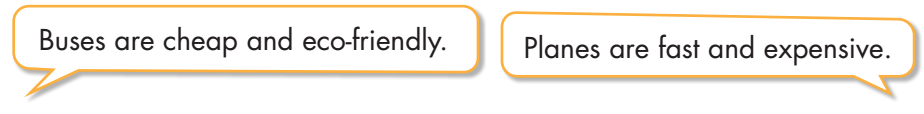 Buses are cheap and eco-friendly.
Planes are fast and expensive.